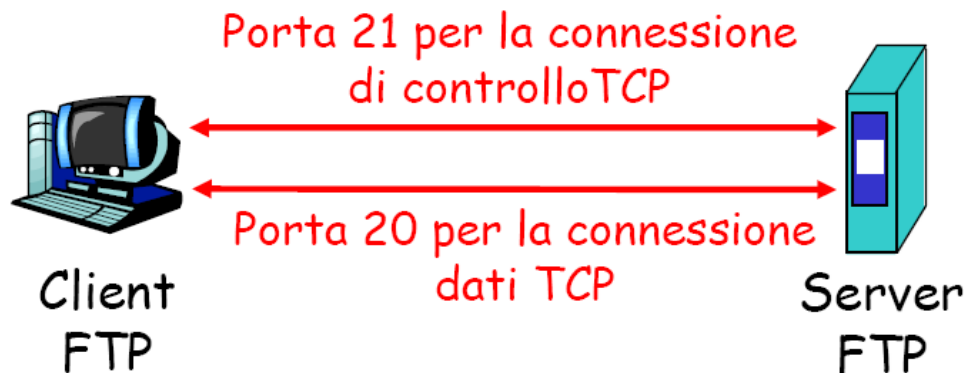 Porta 21 per la connessione
di controlloTCP
Porta 20 per la connessione
dati TCP
Client
FTP
Server
FTP